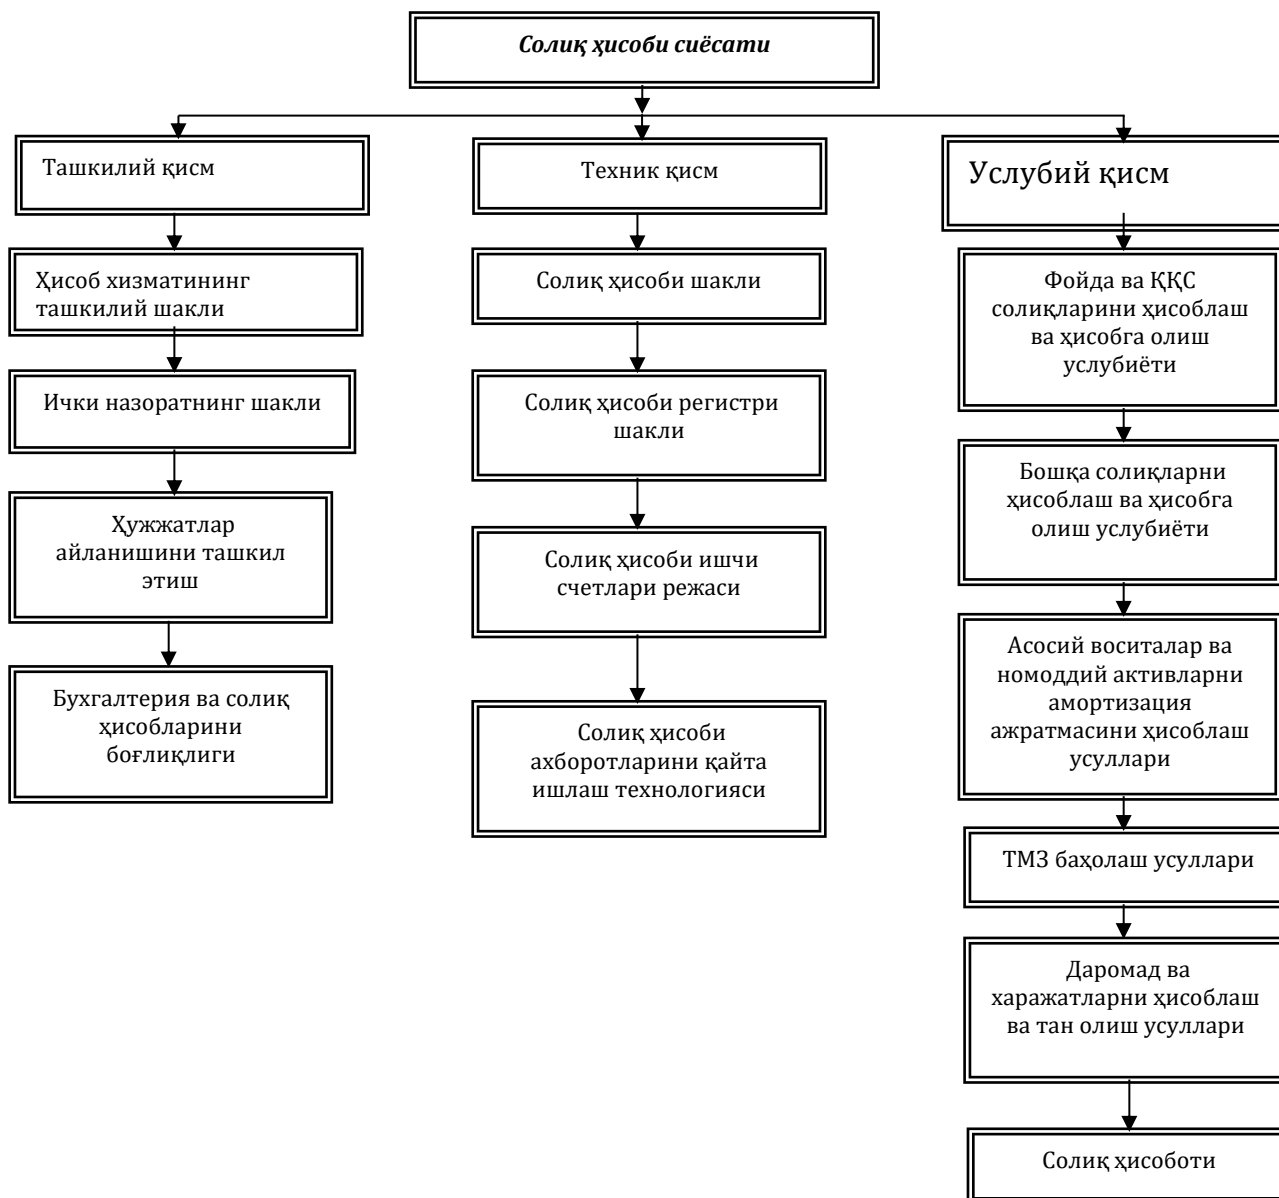 Солиқ ҳисоби сиёсати
Ташкилий қисм
Техник қисм
Услубий қисм
Ҳисоб хизматининг
ташкилий шакли
Ички назоратнинг шакли
Ҳужжатлар
айланишини ташкил
этиш
Бухгалтерия ва солиқ
ҳисобларини
боғлиқлиги
Солиқ ҳисоби шакли
Солиқ ҳисоби регистри
шакли
Солиқ ҳисоби ишчи
счетлари режаси
Солиқ ҳисоби
ахборотларини қайта
ишлаш технологияси
Фойда ва ҚҚС
солиқларини ҳисоблаш
ва ҳисобга олиш
услубиёти
Бошқа солиқларни
ҳисоблаш ва ҳисобга
олиш услубиёти
Асосий воситалар ва
номоддий активларни
амортизация
ажратмасини ҳисоблаш
усуллари
ТМЗ баҳолаш усуллари
Даромад ва
харажатларни ҳисоблаш
ва тан олиш усуллари
Солиқ ҳисоботи